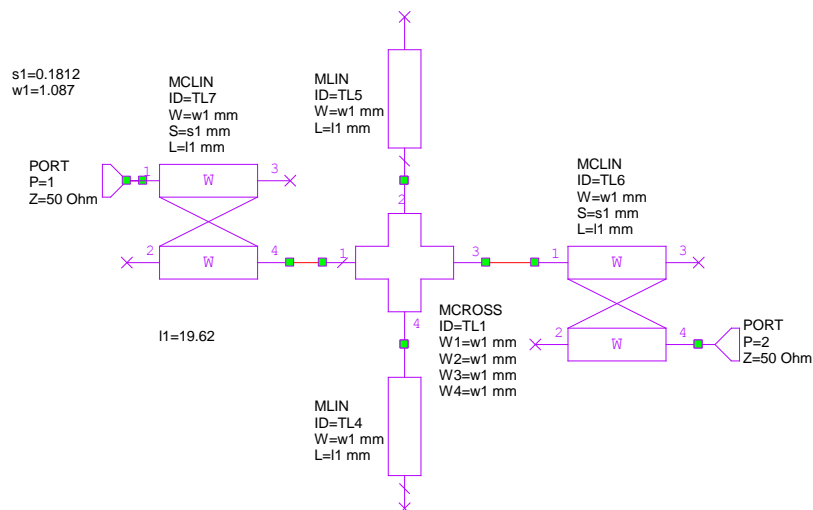 s1=0.1812
w1=1.087
MCLIN
ID=TL7
W=w1 mm
S=s1 mm
L=l1 mm
MLIN
ID=TL5
W=w1 mm
L=l1 mm
PORT
P=1
Z=50 Ohm
1
W
3
2
W
4
2
1
3
4
MCLIN
ID=TL6
W=w1 mm
S=s1 mm
L=l1 mm
1
3
2
4
l1=19.62
MCROSS
ID=TL1
W1=w1 mm
W2=w1 mm
W3=w1 mm
W4=w1 mm
PORT
P=2
Z=50 Ohm
MLIN
ID=TL4
W=w1 mm
L=l1 mm